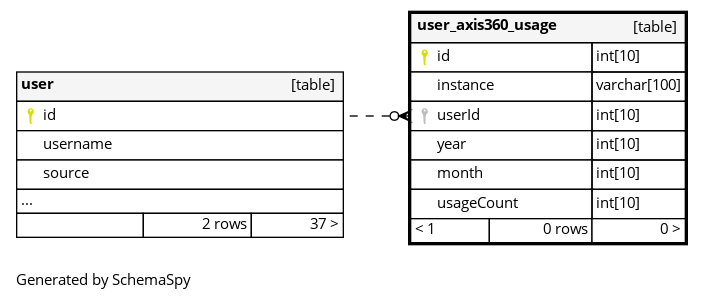 user [table]
id
username
source
...
2 rows 37 >
user_axis360_usage [table]
id int[10]
instance varchar[100]
userId int[10]
year int[10]
month int[10]
usageCount int[10]
< 1 0 rows 0 >
Generated by SchemaSpy